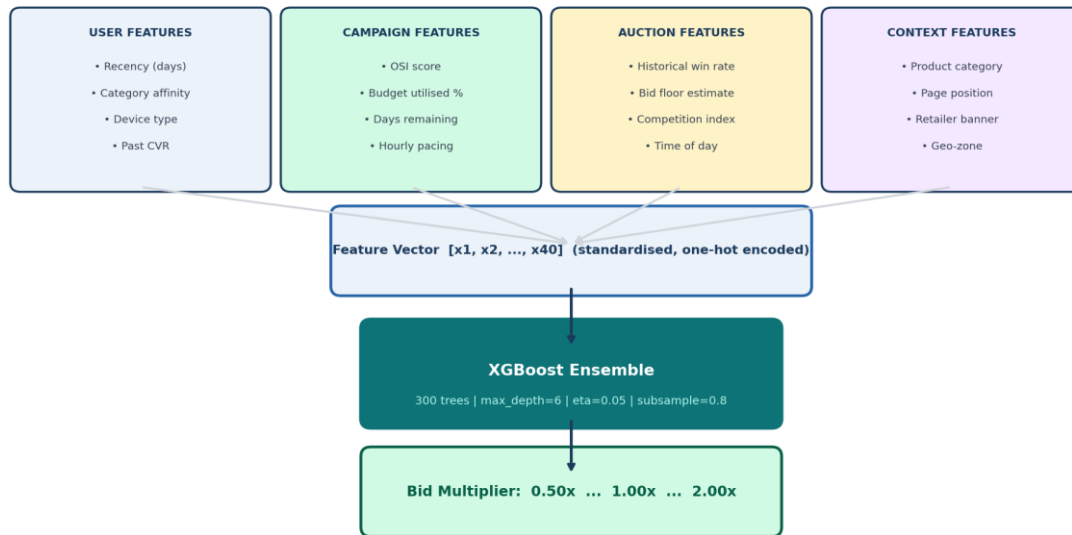 USER FEATURES
• Recency (days)
• Category affinity
• Device type
• Past CVR
CAMPAIGN FEATURES
• OSI score
• Budget utilised %
• Days remaining
• Hourly pacing
AUCTION FEATURES
• Historical win rate
• Bid floor estimate
• Competition index
• Time of day
CONTEXT FEATURES
• Product category
• Page position
• Retailer banner
• Geo-zone
Feature Vector [x1, x2, ..., x40] (standardised, one-hot encoded)
XGBoost Ensemble
300 trees | max_depth=6 | eta=0.05 | subsample=0.8
Bid Multiplier: 0.50x ... 1.00x ... 2.00x